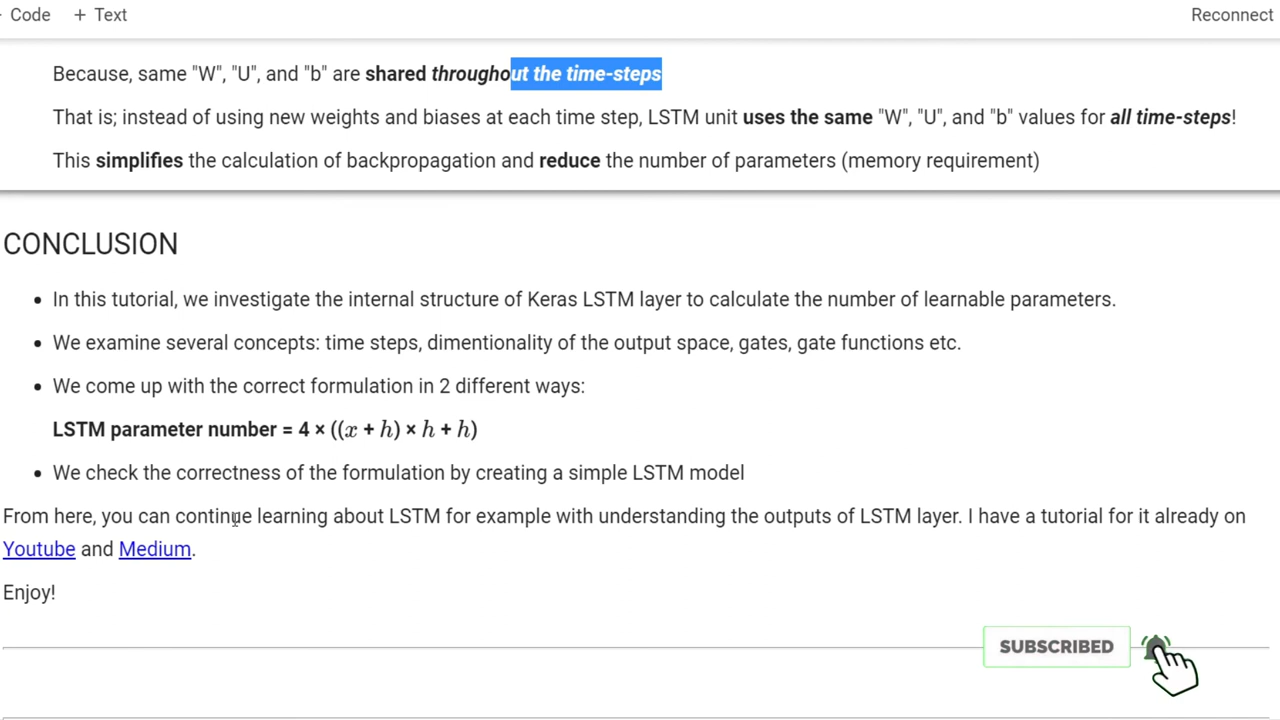 Code + Text Reconnect
Because, same "W", "U", and "b" are shared throughout the time-steps
That is; instead of using new weights and biases at each time step, LSTM unit uses the same "W", "U", and "b" values for all time-steps!
This simplifies the calculation of backpropagation and reduce the number of parameters (memory requirement)
CONCLUSION
• In this tutorial, we investigate the internal structure of Keras LSTM layer to calculate the number of learnable parameters.
• We examine several concepts: time steps, dimentionality of the output space, gates, gate functions etc.
• We come up with the correct formulation in 2 different ways:
LSTM parameter number = 4 × ((x + h) × h + h)
• We check the correctness of the formulation by creating a simple LSTM model
From here, you can continue learning about LSTM for example with understanding the outputs of LSTM layer. I have a tutorial for it already on
Youtube and Medium.
Enjoy!
SUBSCRIBED